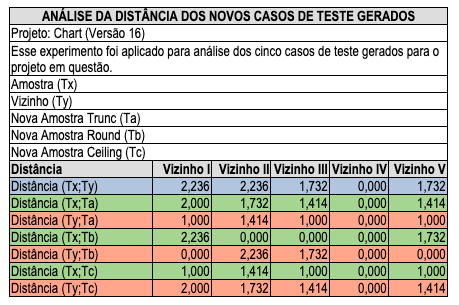 ANÁLISE DA DISTÂNCIA DOS NOVOS CASOS DE TESTE GERADOS
Projeto: Chart (Versão 16)
Esse experimento foi aplicado para análise dos cinco casos de teste gerados para o
projeto em questão.
Amostra (Tx)
Vizinho (Ty)
Nova Amostra Trunc (Ta)
Nova Amostra Round (Tb)
Nova Amostra Ceiling (Tc)
Distância Vizinho I Vizinho II Vizinho III Vizinho IV Vizinho V
Distância (Tx;Ty) 2,236 2,236 1,732 0,000 1,732
Distância (Tx;Ta) 2,000 1,732 1,414 0,000 1,414
Distância (Ty;Ta) 1,000 1,414 1,000 0,000 1,000
Distância (Tx;Tb) 2,236 0,000 0,000 0,000 1,732
Distância (Ty;Tb) 0,000 2,236 1,732 0,000 0,000
Distância (Tx;Tc) 1,000 1,414 1,000 0,000 1,000
Distância (Ty;Tc) 2,000 1,732 1,414 0,000 1,414